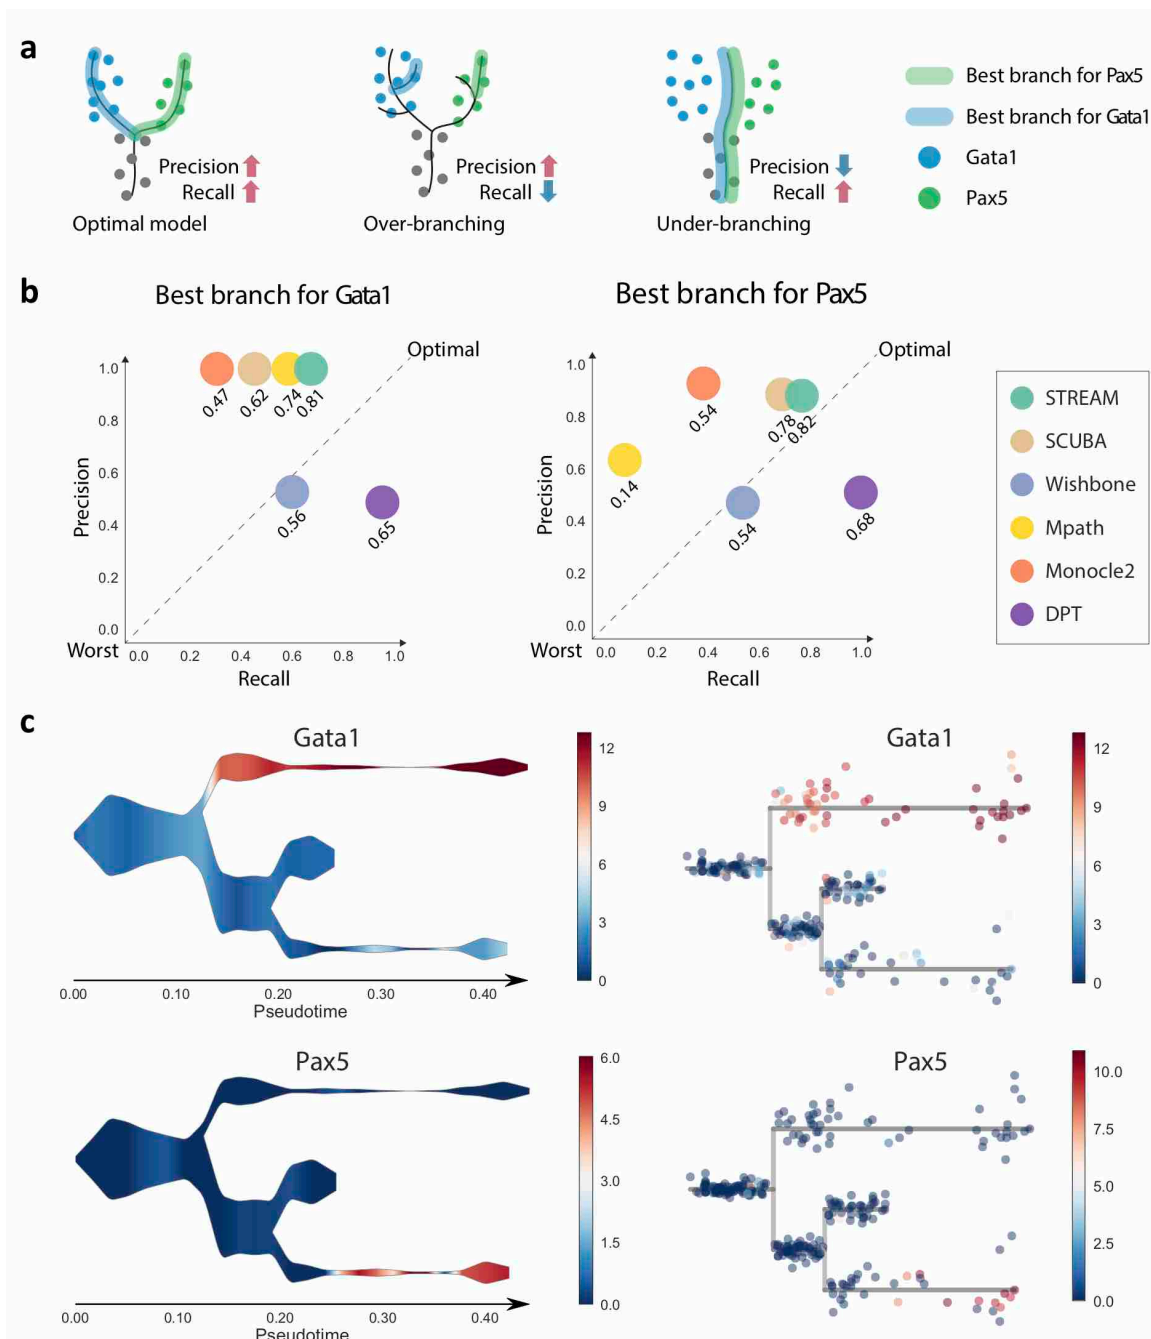 a
Precision
Recall
Optimal model
Precision
Recall
Over-branching
Precision
Recall
Under-branching
Best branch for Pax5
Best branch for Gata1
Gata1
Pax5
b
Best branch for Gata1
Optimal
1.0
0.8
0.6
0.4
0.2
0.0
Precision
0.47
0.62
0.74
0.81
0.56
0.65
Worst
0.0 0.2 0.4 0.6 0.8 1.0
Recall
Best branch for Pax5
Optimal
1.0
0.8
0.6
0.4
0.2
0.0
Precision
0.54
0.78
0.82
0.14
0.54
0.68
Worst
0.0 0.2 0.4 0.6 0.8 1.0
Recall
STREAM
SCUBA
Wishbone
Mpath
Monocle2
DPT
c
Gata1
12
9
6
3
0
0.00 0.10 0.20 0.30 0.40
Pseudotime
Gata1
12
9
6
3
0
Pax5
6.0
4.5
3.0
1.5
0.0
0.00 0.10 0.20 0.30 0.40
Pseudotime
Pax5
10.0
7.5
5.0
2.5
0.0